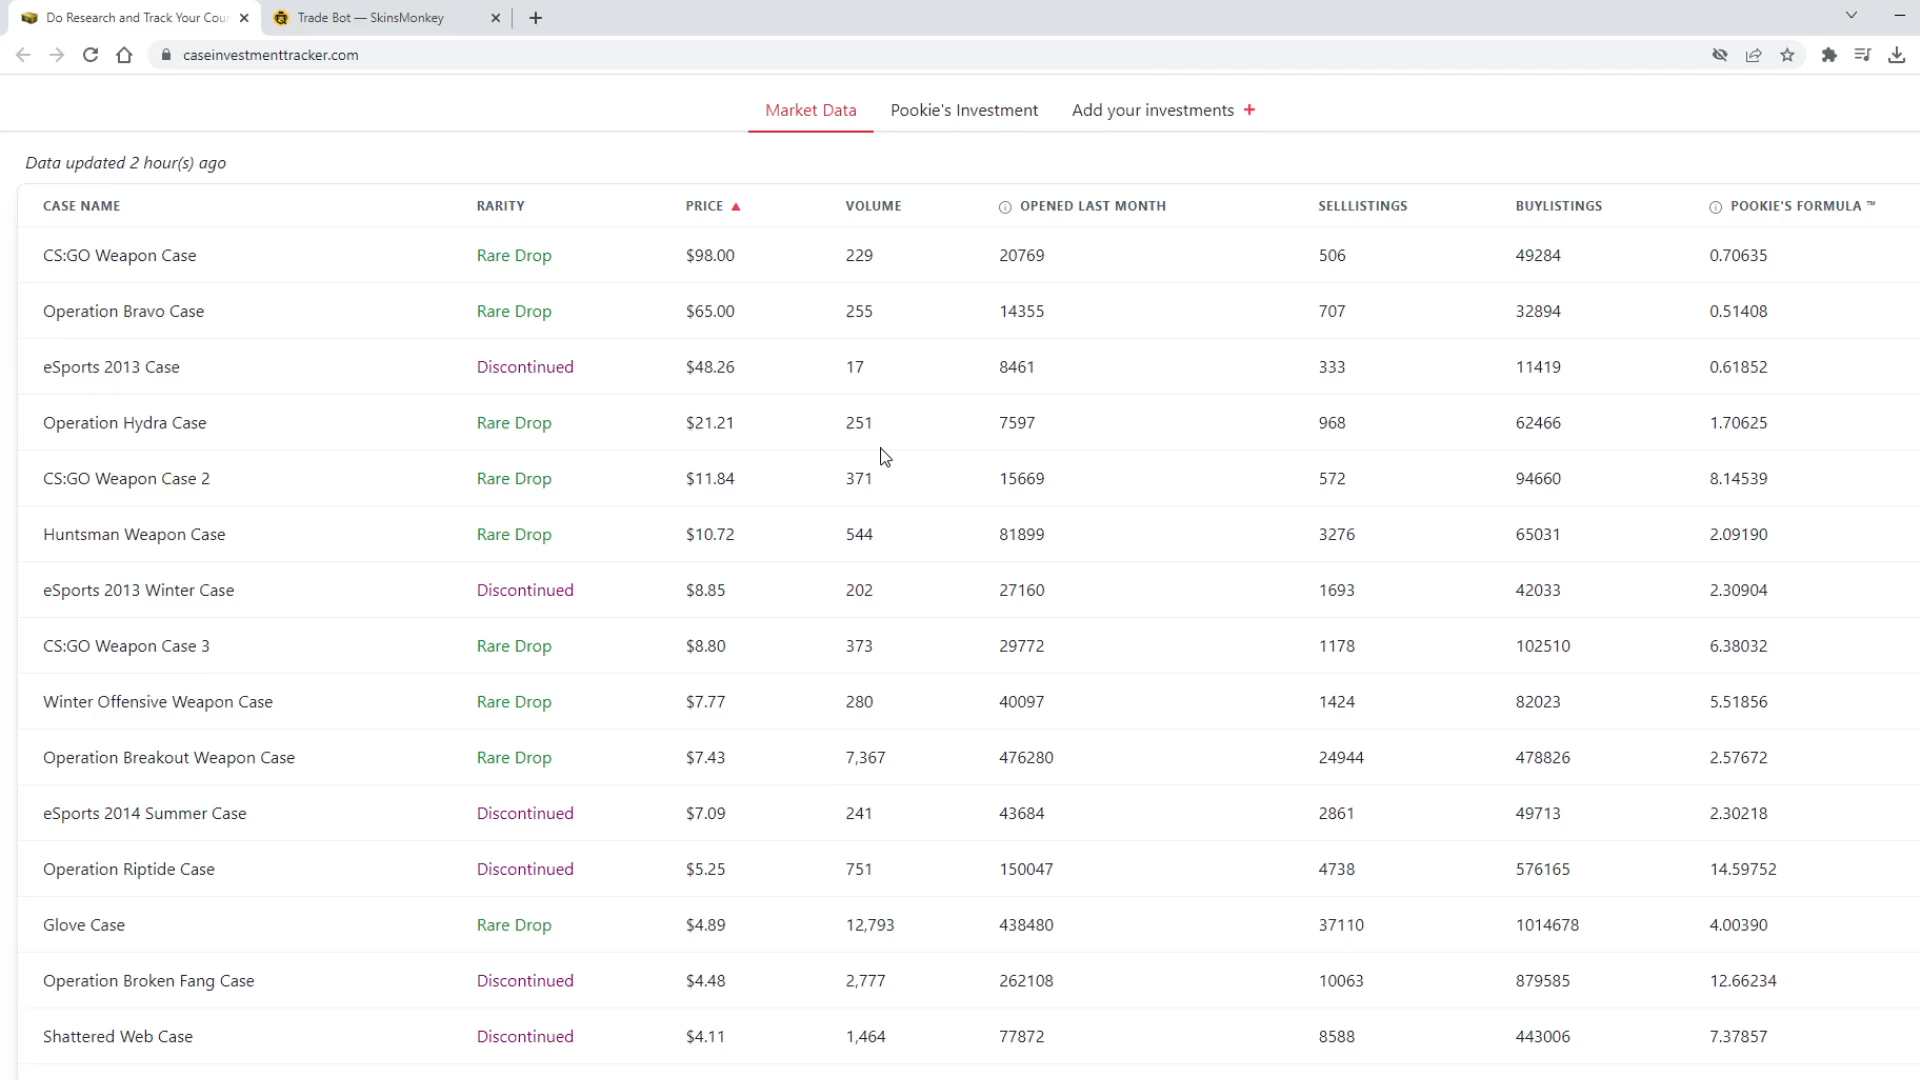 Do Research and Track Your Cou
Trade Bot — SkinsMonkey
caseinvestmenttracker.com
Market Data Pookie's Investment Add your investments +
Data updated 2 hour(s) ago
CASE NAME RARITY PRICE ▲ VOLUME OPENED LAST MONTH SELLLISTINGS BUYLISTINGS POOKIE'S FORMULA ™
CS:GO Weapon Case Rare Drop $98.00 229 20769 506 49284 0.70635
Operation Bravo Case Rare Drop $65.00 255 14355 707 32894 0.51408
eSports 2013 Case Discontinued $48.26 17 8461 333 11419 0.61852
Operation Hydra Case Rare Drop $21.21 251 7597 968 62466 1.70625
CS:GO Weapon Case 2 Rare Drop $11.84 371 15669 572 94660 8.14539
Huntsman Weapon Case Rare Drop $10.72 544 81899 3276 65031 2.09190
eSports 2013 Winter Case Discontinued $8.85 202 27160 1693 42033 2.30904
CS:GO Weapon Case 3 Rare Drop $8.80 373 29772 1178 102510 6.38032
Winter Offensive Weapon Case Rare Drop $7.77 280 40097 1424 82023 5.51856
Operation Breakout Weapon Case Rare Drop $7.43 7,367 476280 24944 478826 2.57672
eSports 2014 Summer Case Discontinued $7.09 241 43684 2861 49713 2.30218
Operation Riptide Case Discontinued $5.25 751 150047 4738 576165 14.59752
Glove Case Rare Drop $4.89 12,793 438480 37110 1014678 4.00390
Operation Broken Fang Case Discontinued $4.48 2,777 262108 10063 879585 12.66234
Shattered Web Case Discontinued $4.11 1,464 77872 8588 443006 7.37857